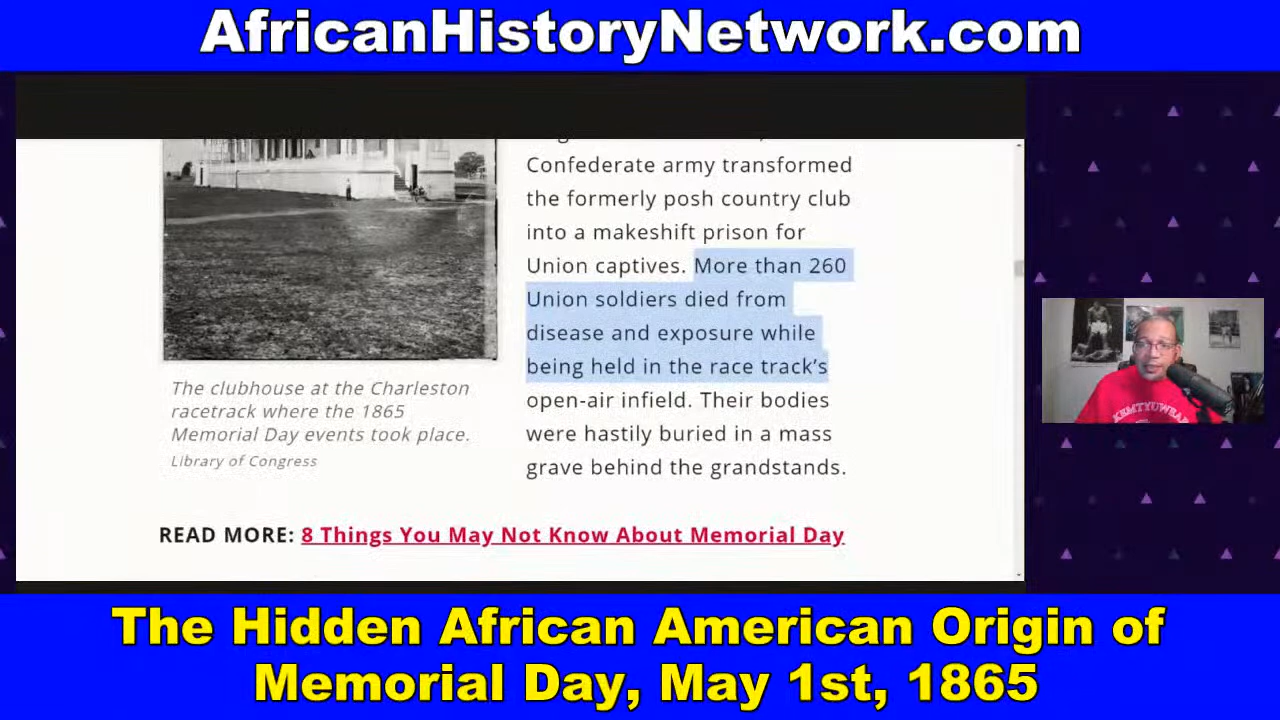 AfricanHistoryNetwork.com
Confederate army transformed
the formerly posh country club
into a makeshift prison for
Union captives. More than 260
Union soldiers died from
disease and exposure while
being held in the race track’s
open-air infield. Their bodies
were hastily buried in a mass
grave behind the grandstands.
The clubhouse at the Charleston
racetrack where the 1865
Memorial Day events took place.
Library of Congress
READ MORE: 8 Things You May Not Know About Memorial Day
The Hidden African American Origin of
Memorial Day, May 1st, 1865